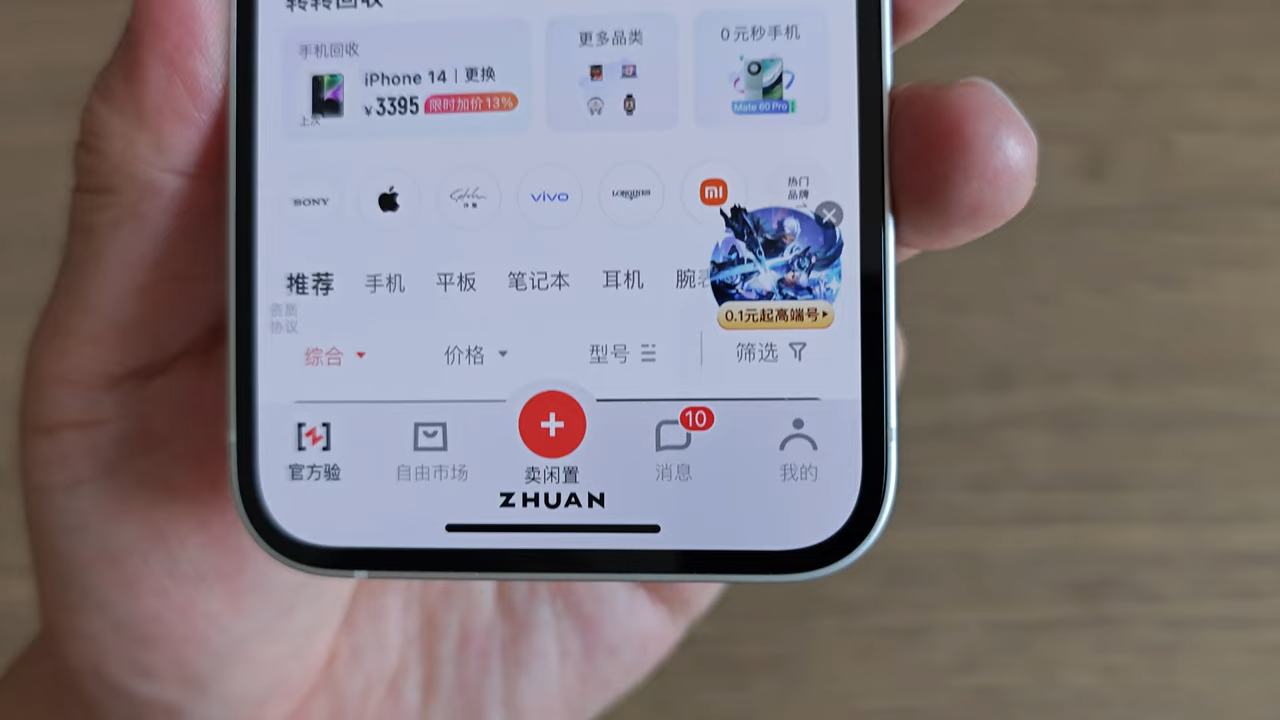 转转回收
手机回收
iPhone 14 | 更换
¥3395 限时加价13%
上次
更多品类
0元秒手机
Mate 60 Pro
SONY
vivo
LONGINES
mi
热门
品牌
推荐 手机 平板 笔记本 耳机 腕表
0.1元起高端号
资质
协议
综合 价格 型号 筛选
官方验 自由市场 卖闲置 10 消息 我的
ZHUAN